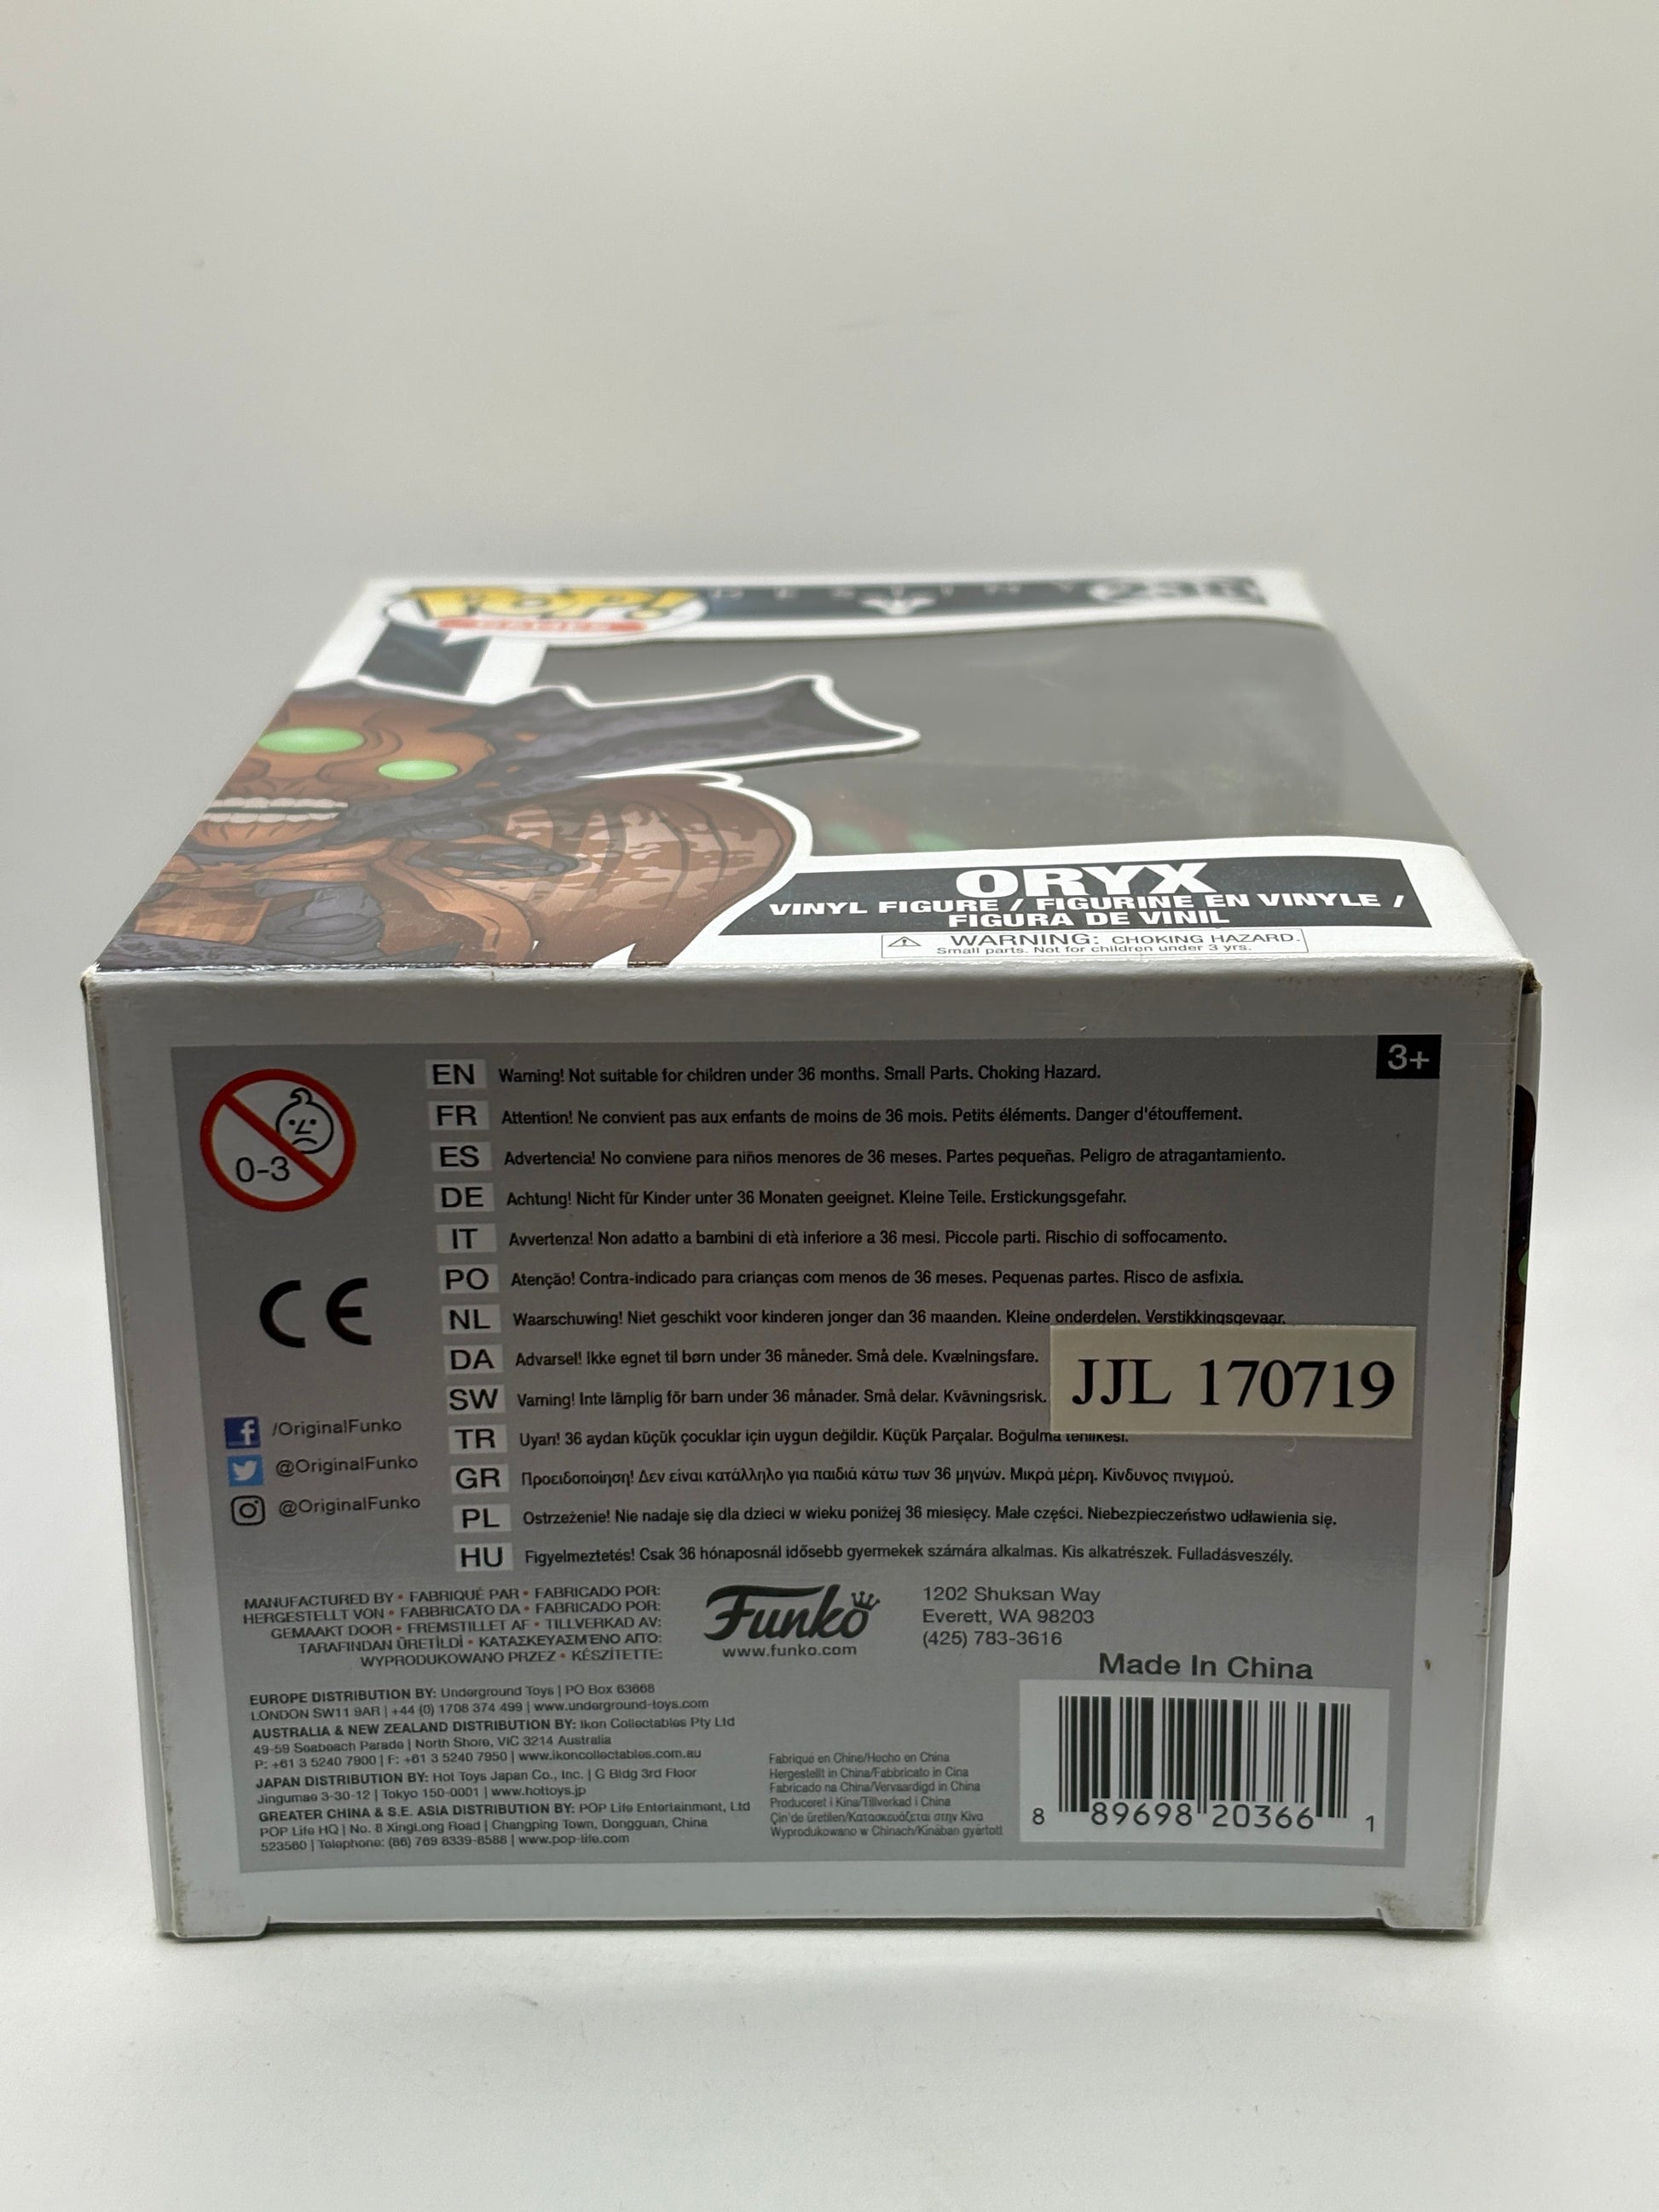 POP!
GAMES
DESTINY
238
ORYX
VINYL FIGURE / FIGURINE EN VINYLE /
FIGURA DE VINIL
WARNING: CHOKING HAZARD.
Small parts. Not for children under 3 yrs.
3+
0-3
EN Warning! Not suitable for children under 36 months. Small Parts. Choking Hazard.
FR Attention! Ne convient pas aux enfants de moins de 36 mois. Petits éléments. Danger d'étouffement.
ES Advertencia! No conviene para niños menores de 36 meses. Partes pequeñas. Peligro de atragantamiento.
DE Achtung! Nicht für Kinder unter 36 Monaten geeignet. Kleine Teile. Erstickungsgefahr.
IT Avvertenza! Non adatto a bambini di età inferiore a 36 mesi. Piccole parti. Rischio di soffocamento.
PO Atenção! Contra-indicado para crianças com menos de 36 meses. Pequenas partes. Risco de asfixia.
NL Waarschuwing! Niet geschikt voor kinderen jonger dan 36 maanden. Kleine onderdelen. Verstikkingsgevaar.
DA Advarsel! Ikke egnet til børn under 36 måneder. Små dele. Kvælningsfare.
SW Varning! Inte lämplig för barn under 36 månader. Små delar. Kvävningsrisk.
TR Uyarı! 36 aydan küçük çocuklar için uygun değildir. Küçük Parçalar. Boğulma tehlikesi.
GR Προειδοποίηση! Δεν είναι κατάλληλο για παιδιά κάτω των 36 μηνών. Μικρά μέρη. Κίνδυνος πνιγμού.
PL Ostrzeżenie! Nie nadaje się dla dzieci w wieku poniżej 36 miesięcy. Małe części. Niebezpieczeństwo udławienia się.
HU Figyelmeztetés! Csak 36 hónaposnál idősebb gyermekek számára alkalmas. Kis alkatrészek. Fulladásveszély.
JJL 170719
CE
/OriginalFunko
@OriginalFunko
@OriginalFunko
MANUFACTURED BY • FABRIQUÉ PAR • FABRICADO POR:
HERGESTELLT VON • FABBRICATO DA • FABRICADO POR:
GEMAAKT DOOR • FREMSTILLET AF • TILLVERKAD AV:
TARAFINDAN ÜRETİLDİ • ΚΑΤΑΣΚΕΥΑΣΜΈΝΟ ΑΠΌ:
WYPRODUKOWANO PRZEZ • KÉSZÍTETTE:
Funko
www.funko.com
1202 Shuksan Way
Everett, WA 98203
(425) 783-3616
Made In China
EUROPE DISTRIBUTION BY: Underground Toys | PO Box 63668
LONDON SW11 9AR | +44 (0) 1708 374 499 | www.underground-toys.com
AUSTRALIA & NEW ZEALAND DISTRIBUTION BY: Ikon Collectables Pty Ltd
49-59 Seabeach Parade | North Shore, VIC 3214 Australia
P: +61 3 5240 7900 | F: +61 3 5240 7950 | www.ikoncollectables.com.au
JAPAN DISTRIBUTION BY: Hot Toys Japan Co., Inc. | G Bldg 3rd Floor
Jingumae 3-30-12 | Tokyo 150-0001 | www.hottoys.jp
GREATER CHINA & S.E. ASIA DISTRIBUTION BY: POP Life Entertainment, Ltd
POP Life HQ | No. 8 XingLong Road | Changping Town, Dongguan, China
523560 | Telephone: (86) 769 8339-8588 | www.pop-life.com
Fabriqué en Chine/Hecho en China
Hergestellt in China/Fabbricato in Cina
Fabricado na China/Vervaardigd in China
Produceret i Kina/Tillverkad i China
Çin'de üretilen/Κατασκευάζεται στην Κίνα
Wyprodukowano w Chinach/Kínában gyártott
8 89698 20366 1